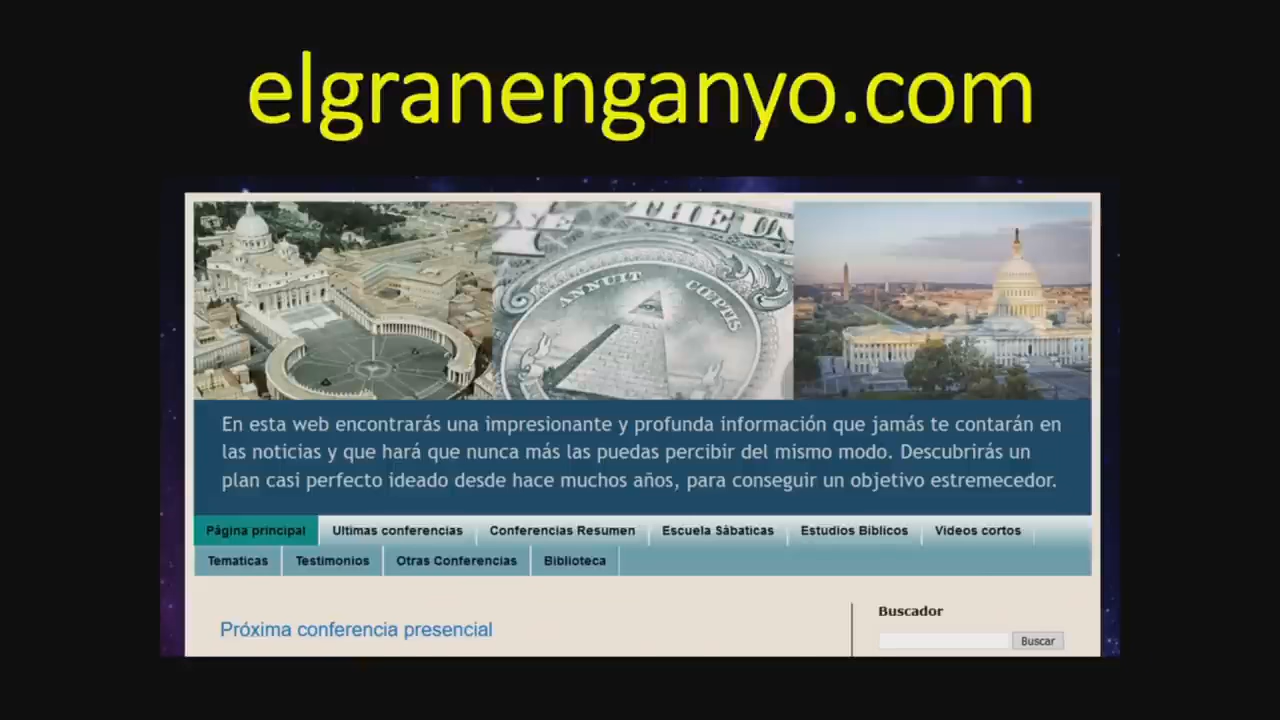 elgranenganyo.com
THE UN
ANNUIT CŒPTIS
En esta web encontrarás una impresionante y profunda información que jamás te contarán en
las noticias y que hará que nunca más las puedas percibir del mismo modo. Descubrirás un
plan casi perfecto ideado desde hace muchos años, para conseguir un objetivo estremecedor.
Página principal Ultimas conferencias Conferencias Resumen Escuela Sábaticas Estudios Bíblicos Videos cortos
Tematicas Testimonios Otras Conferencias Biblioteca
Buscador
Próxima conferencia presencial
Buscar